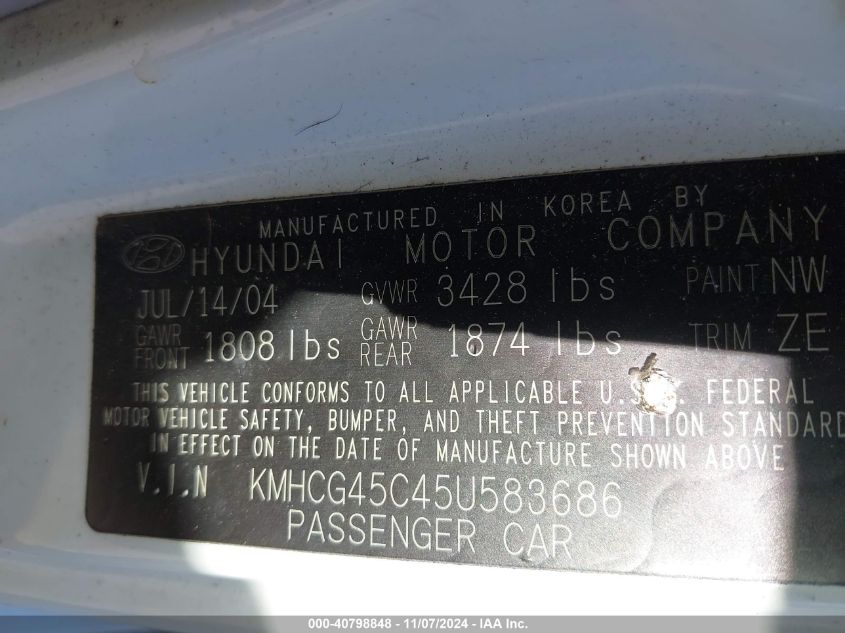 MANUFACTURED IN KOREA BY
HYUNDAI MOTOR COMPANY
JUL/14/04 GVWR 3428 lbs PAINT NW
GAWR FRONT 1808 lbs GAWR REAR 1874 lbs TRIM ZE
THIS VEHICLE CONFORMS TO ALL APPLICABLE U.S. FEDERAL
MOTOR VEHICLE SAFETY, BUMPER, AND THEFT PREVENTION STANDARD
IN EFFECT ON THE DATE OF MANUFACTURE SHOWN ABOVE
V.I.N KMHCG45C45U583686
PASSENGER CAR
000-40798848 - 11/07/2024 - IAA Inc.